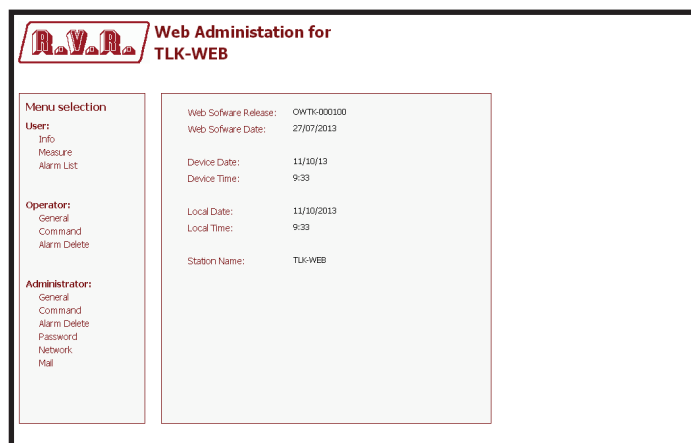 R.V.R.
Web Administation for
TLK-WEB
Menu selection
User:
Info
Measure
Alarm List
Operator:
General
Command
Alarm Delete
Administrator:
General
Command
Alarm Delete
Password
Network
Mail
Web Sofware Release: OWTK-000100
Web Sofware Date: 27/07/2013
Device Date: 11/10/13
Device Time: 9:33
Local Date: 11/10/2013
Local Time: 9:33
Station Name: TLK-WEB